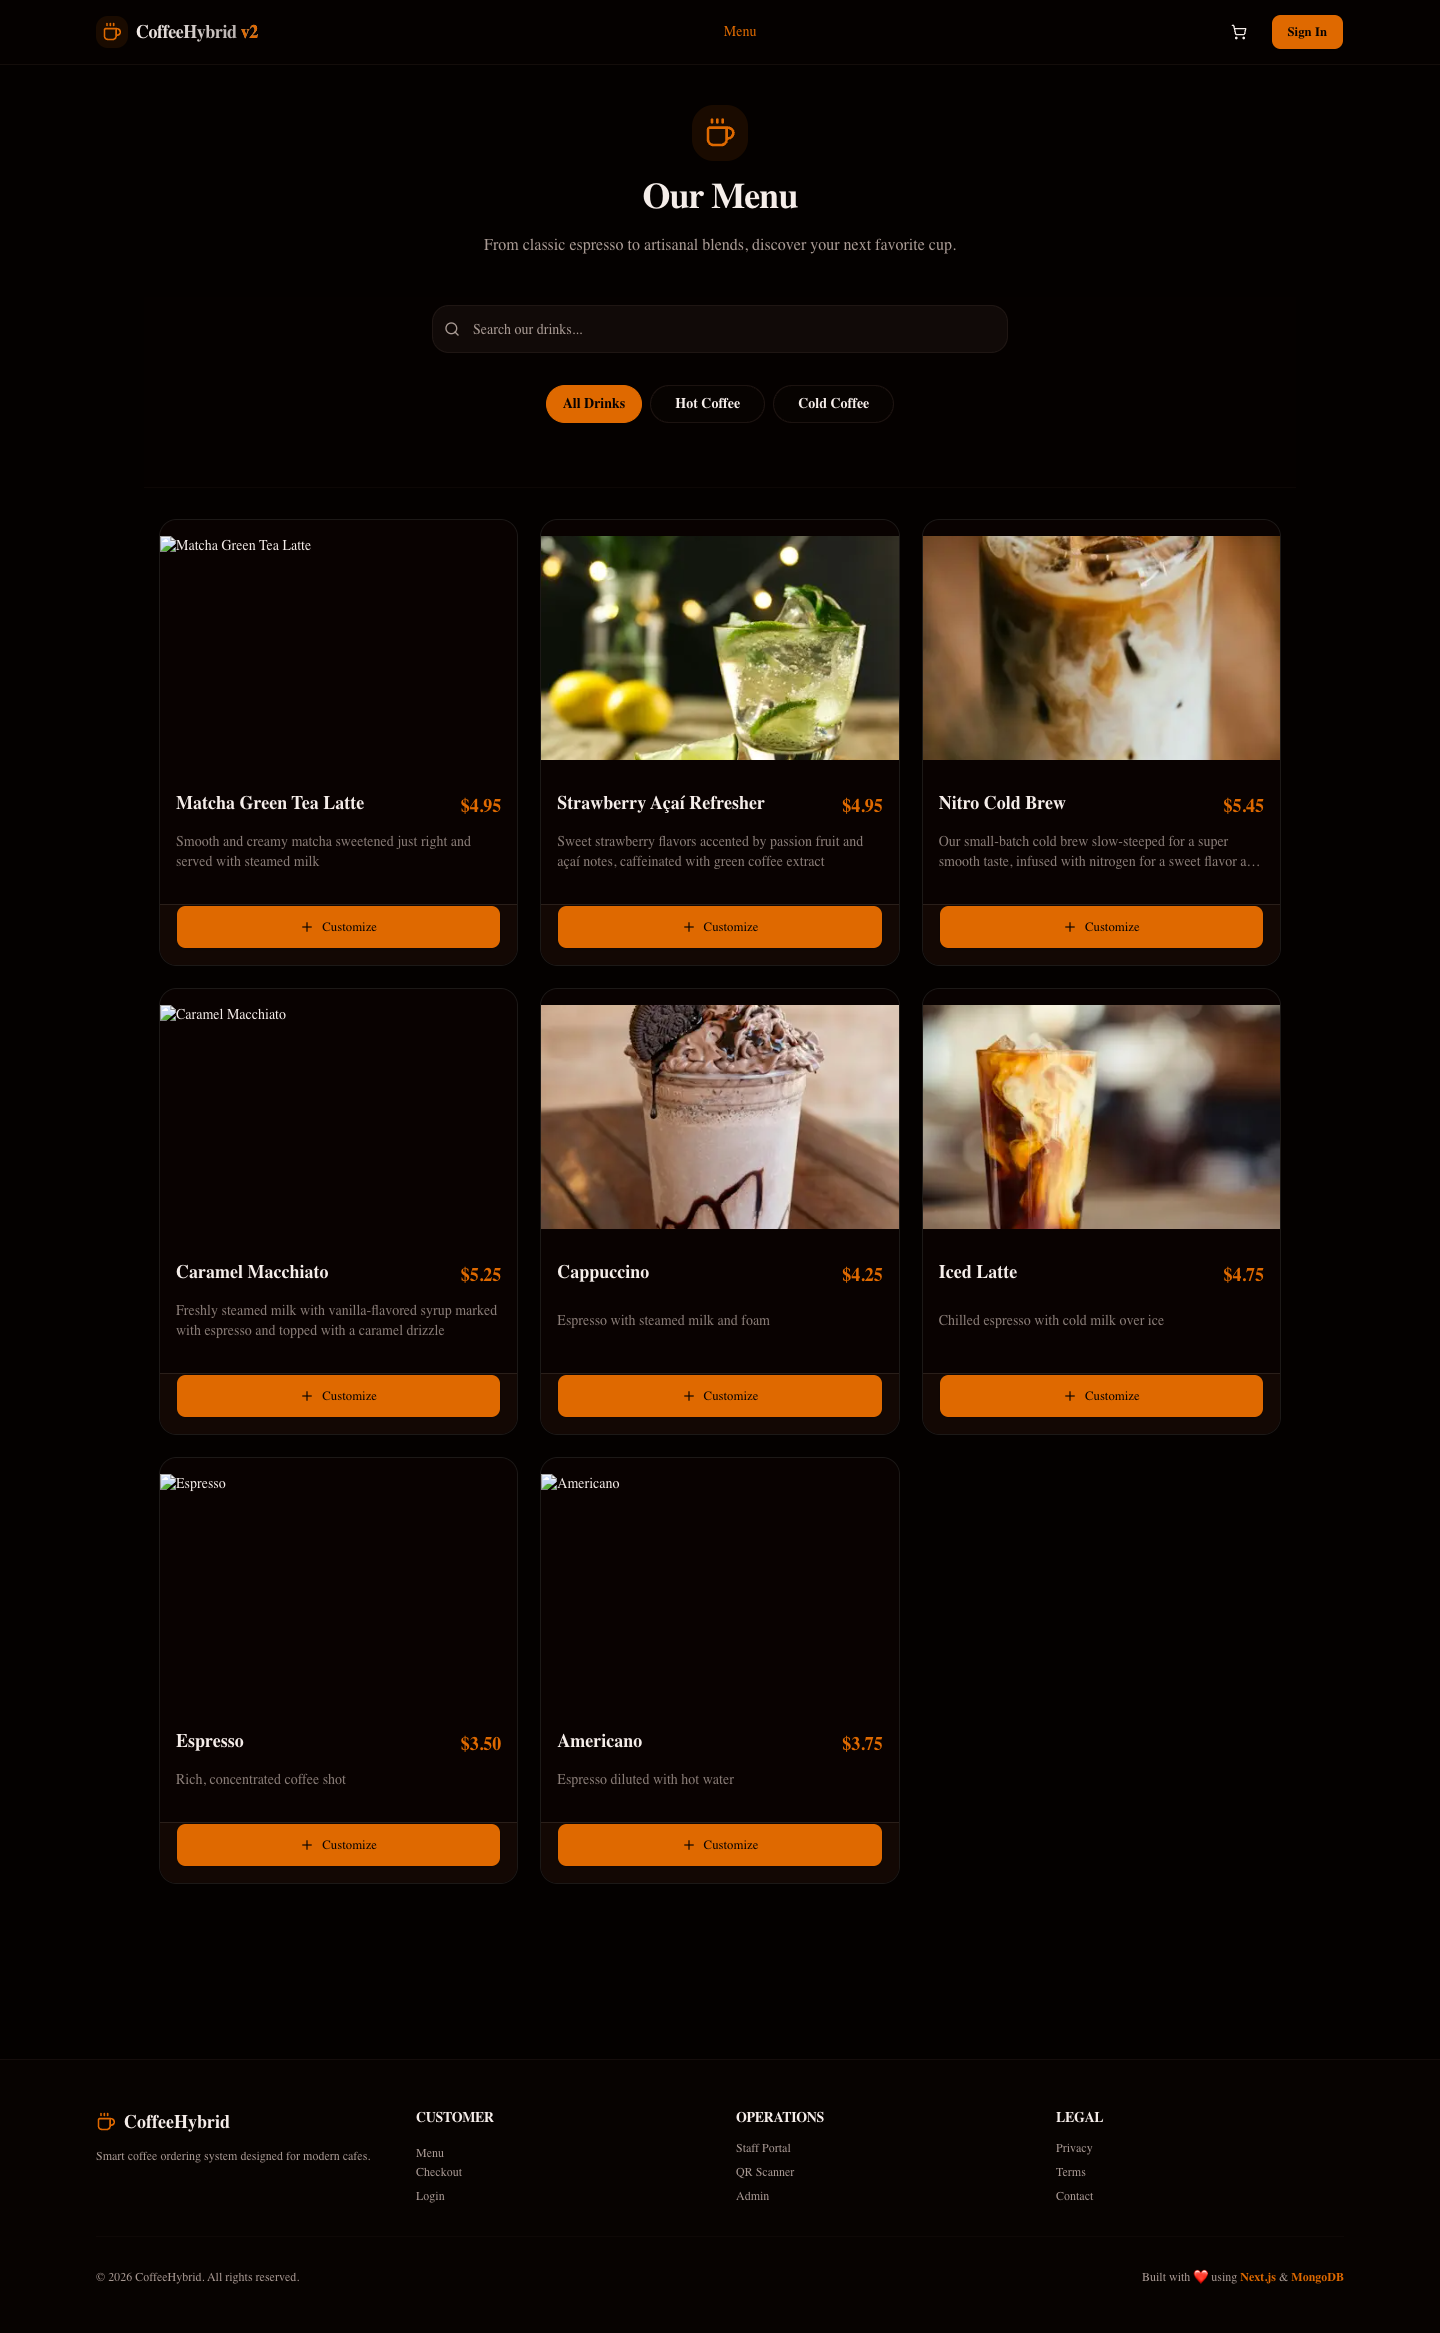 CoffeeHybrid v2
Menu
Sign In
Our Menu
From classic espresso to artisanal blends, discover your next favorite cup.
Search our drinks...
All Drinks
Hot Coffee
Cold Coffee
Matcha Green Tea Latte
Matcha Green Tea Latte
$4.95
Smooth and creamy matcha sweetened just right and
served with steamed milk
Customize
Strawberry Açaí Refresher
$4.95
Sweet strawberry flavors accented by passion fruit and
açaí notes, caffeinated with green coffee extract
Customize
Nitro Cold Brew
$5.45
Our small-batch cold brew slow-steeped for a super
smooth taste, infused with nitrogen for a sweet flavor a…
Customize
Caramel Macchiato
Caramel Macchiato
$5.25
Freshly steamed milk with vanilla-flavored syrup marked
with espresso and topped with a caramel drizzle
Customize
Cappuccino
$4.25
Espresso with steamed milk and foam
Customize
Iced Latte
$4.75
Chilled espresso with cold milk over ice
Customize
Espresso
Espresso
$3.50
Rich, concentrated coffee shot
Customize
Americano
Americano
$3.75
Espresso diluted with hot water
Customize
CoffeeHybrid
Smart coffee ordering system designed for modern cafes.
CUSTOMER
Menu
Checkout
Login
OPERATIONS
Staff Portal
QR Scanner
Admin
LEGAL
Privacy
Terms
Contact
© 2026 CoffeeHybrid. All rights reserved.
Built with ❤️ using Next.js & MongoDB